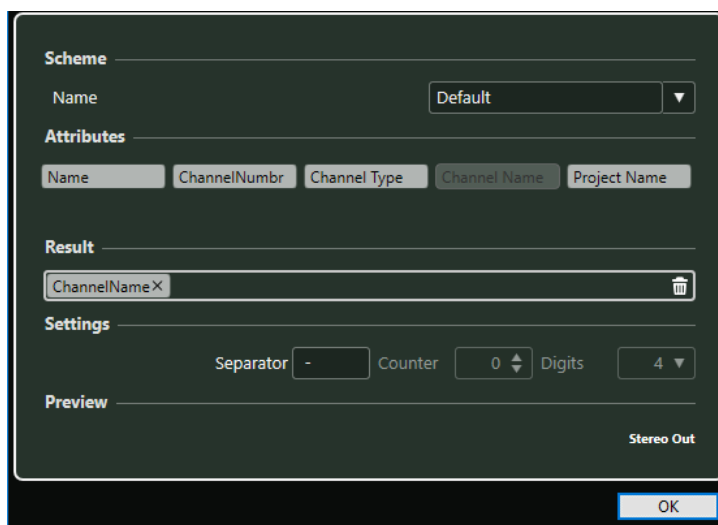 Scheme
Name Default
Attributes
Name ChannelNumbr Channel Type Channel Name Project Name
Result
ChannelName×
Settings
Separator - Counter 0 Digits 4
Preview
Stereo Out
OK